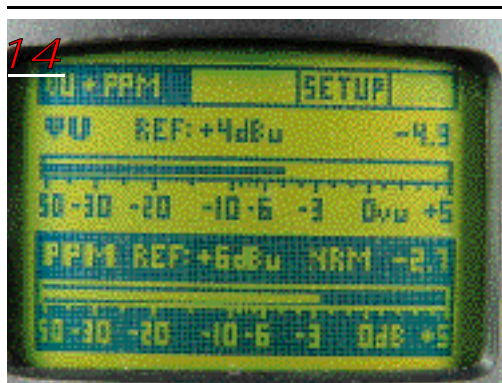 14
VU + PPM SETUP
VU REF: +4dBu -4.9
50 -30 -20 -10 -6 -3 0vu +5
PPM REF: +6dBu NRM -2.7
50 -30 -20 -10 -6 -3 0dB +5